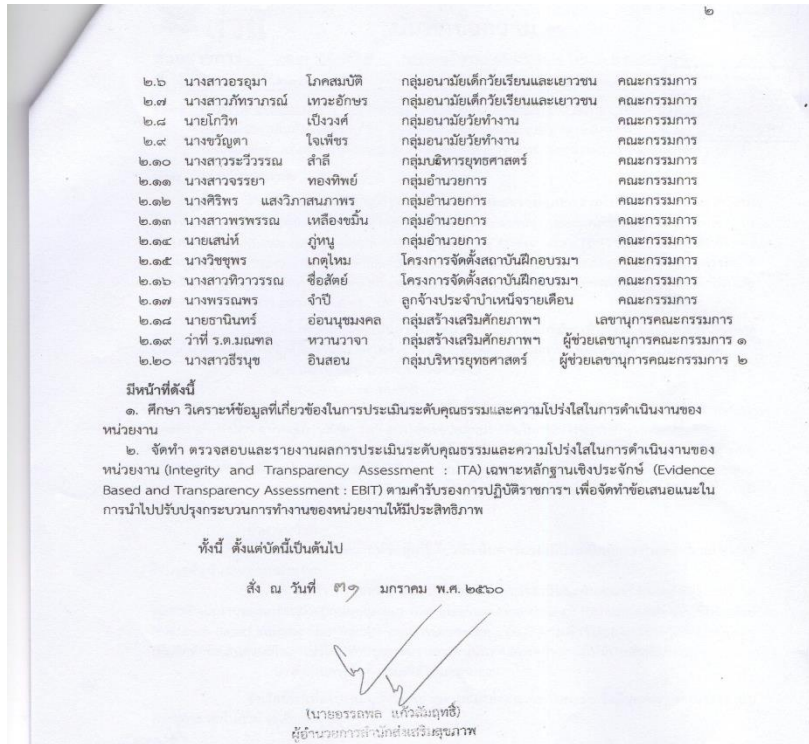 ๒
๒.๖ นางสาวอรอุมา โภคสมบัติ กลุ่มอนามัยเด็กวัยเรียนและเยาวชน คณะกรรมการ
๒.๗ นางสาวภัทราภรณ์ เทวะอักษร กลุ่มอนามัยเด็กวัยเรียนและเยาวชน คณะกรรมการ
๒.๘ นายโกวิท เป็งวงศ์ กลุ่มอนามัยวัยทำงาน คณะกรรมการ
๒.๙ นางขวัญตา ใจเพ็ชร กลุ่มอนามัยวัยทำงาน คณะกรรมการ
๒.๑๐ นางสาวระวีวรรณ สำลี กลุ่มบริหารยุทธศาสตร์ คณะกรรมการ
๒.๑๑ นางสาวจรรยา ทองทิพย์ กลุ่มอำนวยการ คณะกรรมการ
๒.๑๒ นางศิริพร แสงวิภาสนภาพร กลุ่มอำนวยการ คณะกรรมการ
๒.๑๓ นางสาวพรพรรณ เหลืองขมิ้น กลุ่มอำนวยการ คณะกรรมการ
๒.๑๔ นายเสน่ห์ ภู่หนู กลุ่มอำนวยการ คณะกรรมการ
๒.๑๕ นางวิชชุพร เกตุไหม โครงการจัดตั้งสถาบันฝึกอบรมฯ คณะกรรมการ
๒.๑๖ นางสาวทิวาวรรณ ซื่อสัตย์ โครงการจัดตั้งสถาบันฝึกอบรมฯ คณะกรรมการ
๒.๑๗ นางพรรณพร จำปี ลูกจ้างประจำบำเหน็จรายเดือน คณะกรรมการ
๒.๑๘ นายธานินทร์ อ่อนนุชมงคล กลุ่มสร้างเสริมศักยภาพฯ เลขานุการคณะกรรมการ
๒.๑๙ ว่าที่ ร.ต.มณฑล หวานวาจา กลุ่มสร้างเสริมศักยภาพฯ ผู้ช่วยเลขานุการคณะกรรมการ ๑
๒.๒๐ นางสาวธีรนุช อินสอน กลุ่มบริหารยุทธศาสตร์ ผู้ช่วยเลขานุการคณะกรรมการ ๒
มีหน้าที่ดังนี้
๑. ศึกษา วิเคราะห์ข้อมูลที่เกี่ยวข้องในการประเมินระดับคุณธรรมและความโปร่งใสในการดำเนินงานของ
หน่วยงาน
๒. จัดทำ ตรวจสอบและรายงานผลการประเมินระดับคุณธรรมและความโปร่งใสในการดำเนินงานของ
หน่วยงาน (Integrity and Transparency Assessment : ITA) เฉพาะหลักฐานเชิงประจักษ์ (Evidence
Based and Transparency Assessment : EBIT) ตามคำรับรองการปฏิบัติราชการฯ เพื่อจัดทำข้อเสนอแนะใน
การนำไปปรับปรุงกระบวนการทำงานของหน่วยงานให้มีประสิทธิภาพ
ทั้งนี้ ตั้งแต่บัดนี้เป็นต้นไป
สั่ง ณ วันที่ ๓๑ มกราคม พ.ศ. ๒๕๖๐
(นายอรรถพล แก้วสัมฤทธิ์)
ผู้อำนวยการสำนักส่งเสริมสุขภาพ